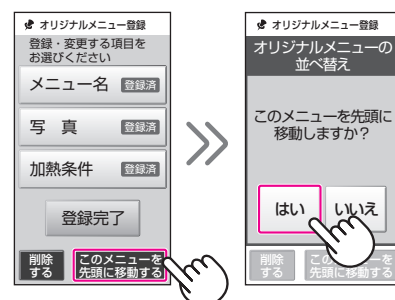 オリジナルメニュー登録
登録・変更する項目を
お選びください
メニュー名 登録済
写 真 登録済
加熱条件 登録済
登録完了
削除
する
このメニューを
先頭に移動する
オリジナルメニュー登録
オリジナルメニューの
並べ替え
このメニューを先頭に
移動しますか？
はい いいえ
削除
する
このメニューを
先頭に移動する